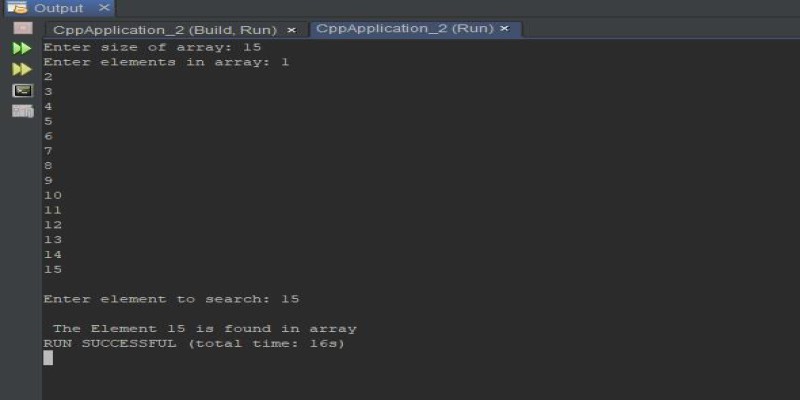 Output
CppApplication_2 (Build, Run) CppApplication_2 (Run)
Enter size of array: 15
Enter elements in array: 1
2
3
4
5
6
7
8
9
10
11
12
13
14
15
Enter element to search: 15
The Element 15 is found in array
RUN SUCCESSFUL (total time: 16s)